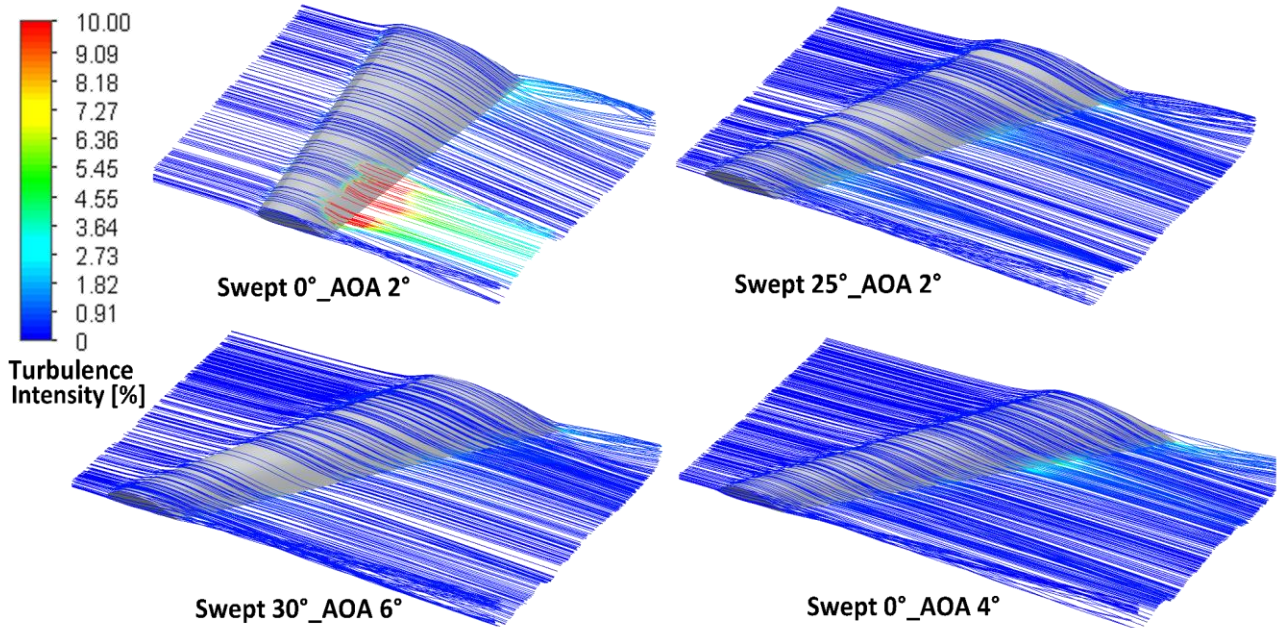 10.00
9.09
8.18
7.27
6.36
5.45
4.55
3.64
2.73
1.82
0.91
0
Turbulence
Intensity [%]
Swept 0°_AOA 2°
Swept 25°_AOA 2°
Swept 30°_AOA 6°
Swept 0°_AOA 4°